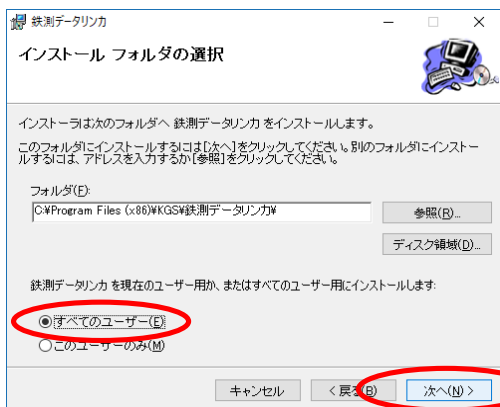 鉄測データリンカ
インストール フォルダの選択
インストーラは次のフォルダへ 鉄測データリンカ をインストールします。
このフォルダにインストールするには[次へ]をクリックしてください。別のフォルダにインストー
ルするには、アドレスを入力するか[参照]をクリックしてください。
フォルダ(F):
C:¥Program Files (x86)¥KGS¥鉄測データリンカ¥
参照(R)...
ディスク領域(D)...
鉄測データリンカ を現在のユーザー用か、またはすべてのユーザー用にインストールします:
すべてのユーザー(E)
このユーザーのみ(M)
キャンセル
< 戻る(B)
次へ(N) >